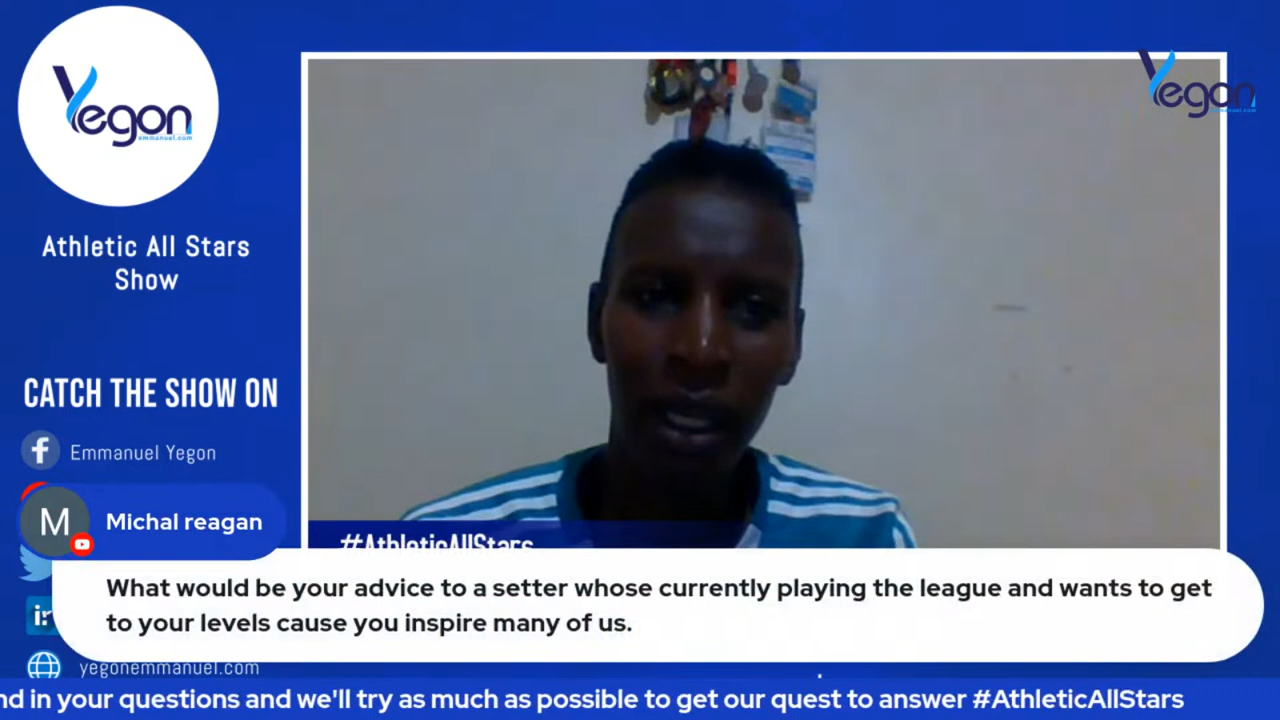 Yegon
emmanuel.com
Yegon
Athletic All Stars
Show
CATCH THE SHOW ON
Emmanuel Yegon
M
Michal reagan
#AthleticAllStars
What would be your advice to a setter whose currently playing the league and wants to get
to your levels cause you inspire many of us.
in
yegonemmanuel.com
nd in your questions and we'll try as much as possible to get our quest to answer #AthleticAllStars